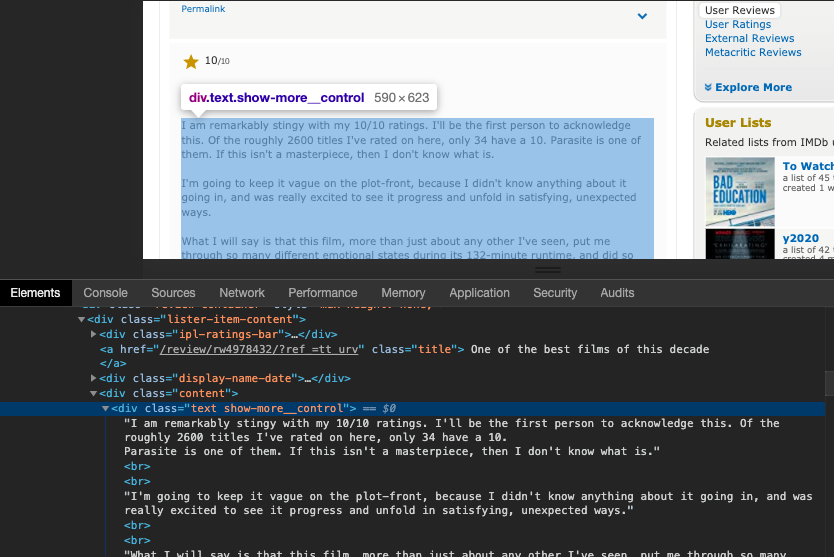 Permalink
10/10
div.text.show-more__control 590 × 623
I am remarkably stingy with my 10/10 ratings. I'll be the first person to acknowledge
this. Of the roughly 2600 titles I've rated on here, only 34 have a 10. Parasite is one of
them. If this isn't a masterpiece, then I don't know what is.
I'm going to keep it vague on the plot-front, because I didn't know anything about it
going in, and was really excited to see it progress and unfold in satisfying, unexpected
ways.
What I will say is that this film, more than just about any other I've seen, put me
through so many different emotional states during its 132-minute runtime, and did so
User Reviews
User Ratings
External Reviews
Metacritic Reviews
Explore More
User Lists
Related lists from IMDb
BAD
EDUCATION
HBO
To Watch
a list of 45
created 1 w
y2020
a list of 42
Elements Console Sources Network Performance Memory Application Security Audits
<div class="lister-item-content">
<div class="ipl-ratings-bar">…</div>
<a href="/review/rw4978432/?ref_=tt_urv" class="title"> One of the best films of this decade
</a>
<div class="display-name-date">…</div>
<div class="content">
<div class="text show-more__control"> == $0
"I am remarkably stingy with my 10/10 ratings. I'll be the first person to acknowledge this. Of the
roughly 2600 titles I've rated on here, only 34 have a 10.
Parasite is one of them. If this isn't a masterpiece, then I don't know what is."
<br>
<br>
"I'm going to keep it vague on the plot-front, because I didn't know anything about it going in, and was
really excited to see it progress and unfold in satisfying, unexpected ways."
<br>
<br>
"What I will say is that this film, more than just about any other I've seen, put me through so many